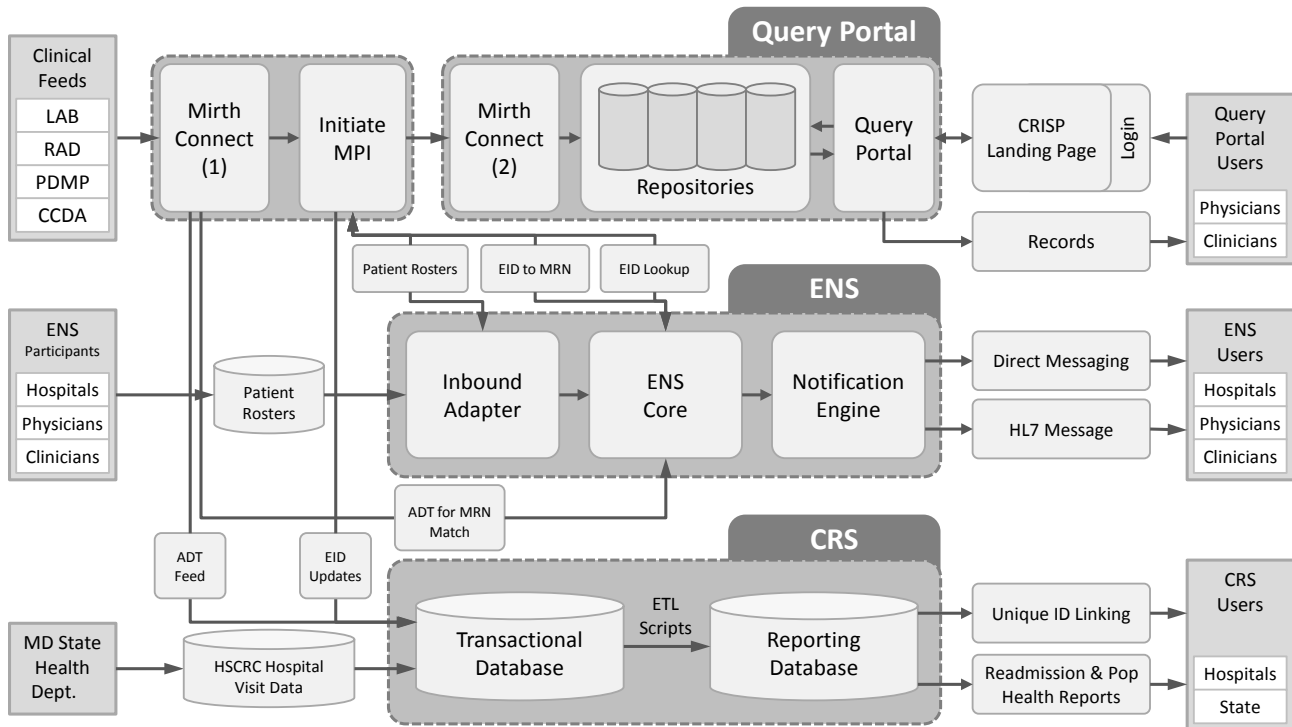 Query Portal
Clinical
Feeds
LAB
RAD
PDMP
CCDA
Mirth
Connect
(1)
Initiate
MPI
Mirth
Connect
(2)
Repositories
Query
Portal
CRISP
Landing Page
Login
Query
Portal
Users
Physicians
Clinicians
Records
Patient Rosters
EID to MRN
EID Lookup
ENS
ENS
Participants
Hospitals
Physicians
Clinicians
Patient
Rosters
Inbound
Adapter
ENS
Core
Notification
Engine
Direct Messaging
HL7 Message
ENS
Users
Hospitals
Physicians
Clinicians
ADT for MRN
Match
ADT
Feed
EID
Updates
CRS
MD State
Health
Dept.
HSCRC Hospital
Visit Data
Transactional
Database
ETL
Scripts
Reporting
Database
Unique ID Linking
Readmission & Pop
Health Reports
CRS
Users
Hospitals
State